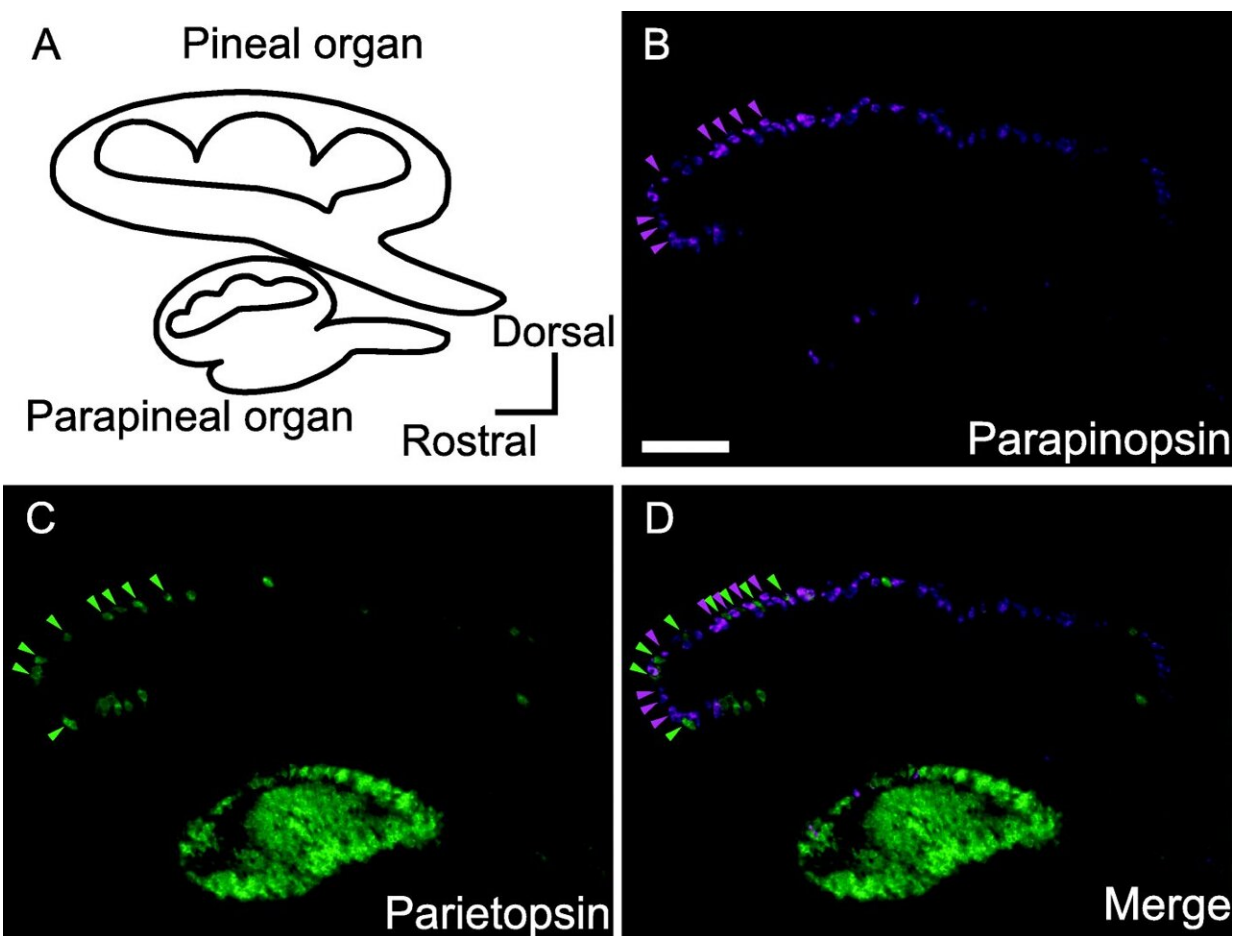 A
Pineal organ
Dorsal
Parapineal organ
Rostral
B
Parapinopsin
C
Parietopsin
D
Merge